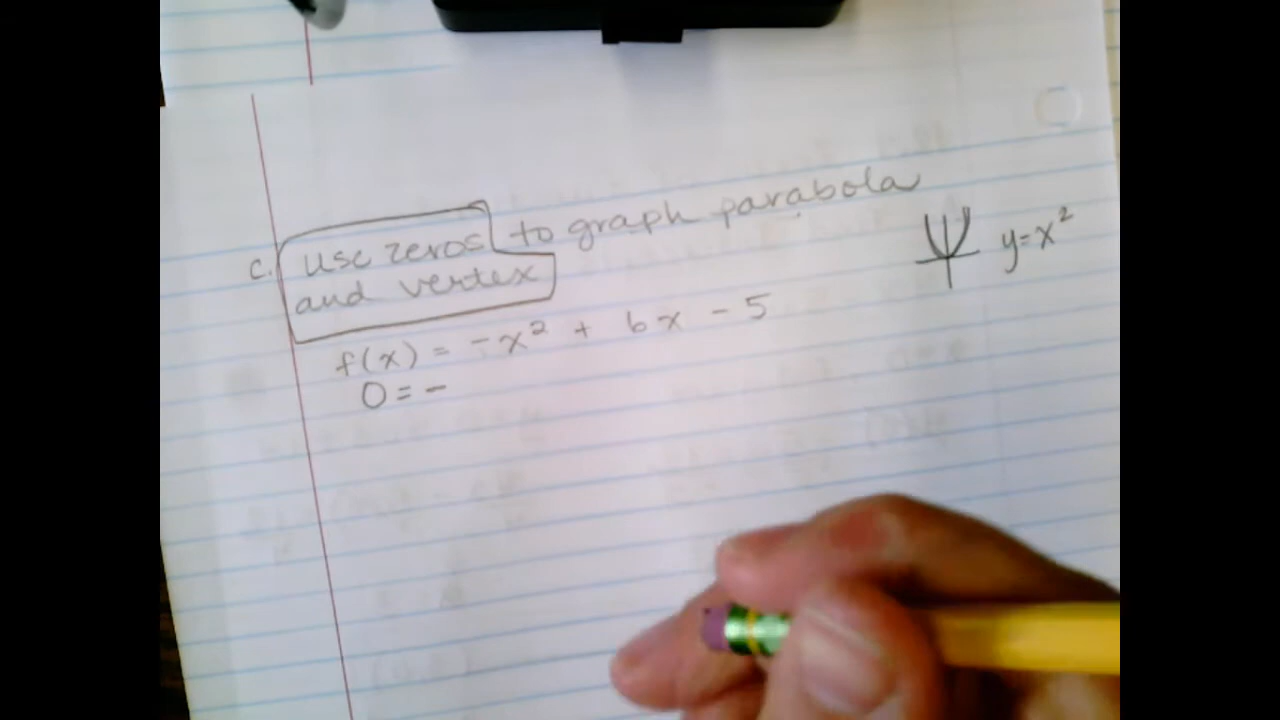 c. use zeros to graph parabola
and vertex
y=x²
f(x) = -x² + 6x - 5
0 = -